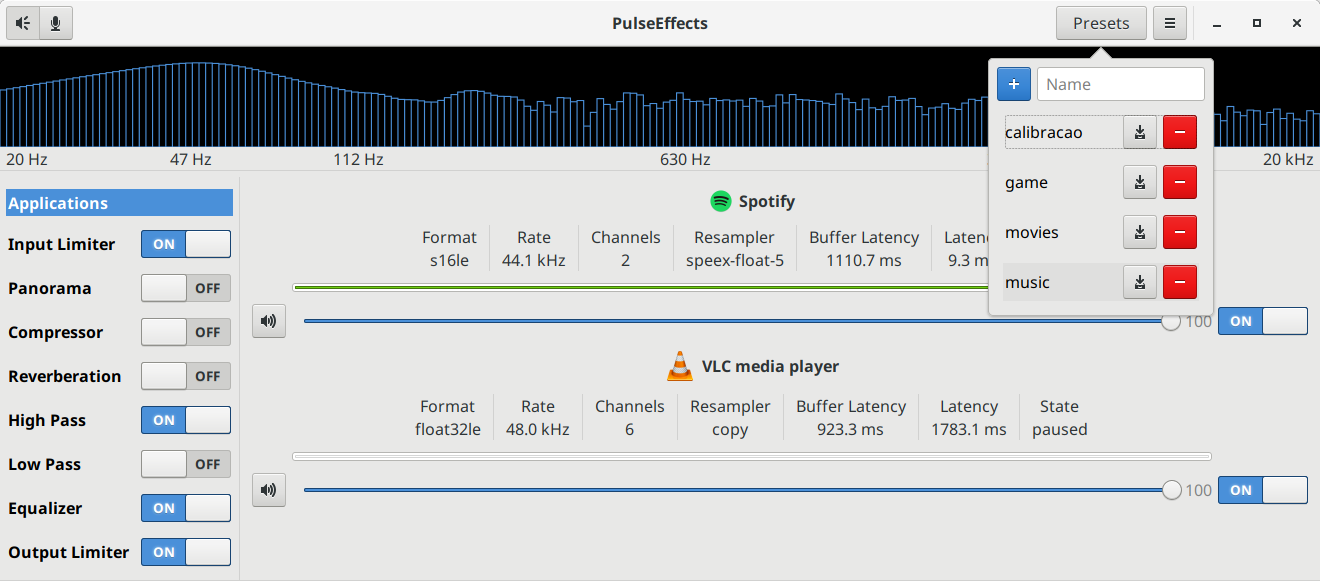 PulseEffects
Presets
Name
calibracao
game
movies
music
20 Hz 47 Hz 112 Hz 630 Hz 20 kHz
Applications
Input Limiter ON
Panorama OFF
Compressor OFF
Reverberation OFF
High Pass ON
Low Pass OFF
Equalizer ON
Output Limiter ON
Spotify
Format Rate Channels Resampler Buffer Latency
s16le 44.1 kHz 2 speex-float-5 1110.7 ms 9.3
100 ON
VLC media player
Format Rate Channels Resampler Buffer Latency Latency State
float32le 48.0 kHz 6 copy 923.3 ms 1783.1 ms paused
100 ON